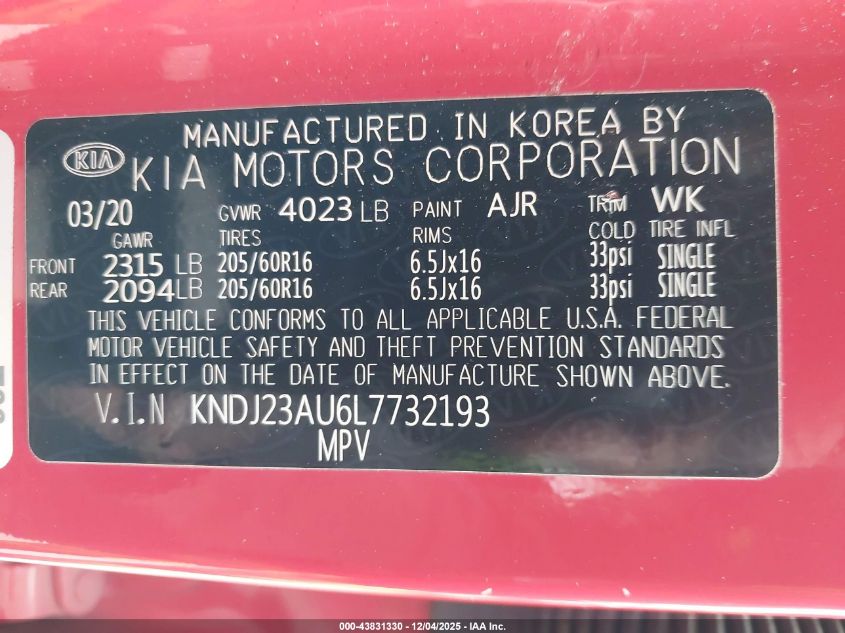 MANUFACTURED IN KOREA BY
KIA KIA MOTORS CORPORATION
03/20 GVWR 4023 LB PAINT AJR TRIM WK
GAWR TIRES RIMS COLD TIRE INFL
FRONT 2315 LB 205/60R16 6.5Jx16 33psi SINGLE
REAR 2094 LB 205/60R16 6.5Jx16 33psi SINGLE
THIS VEHICLE CONFORMS TO ALL APPLICABLE U.S.A. FEDERAL
MOTOR VEHICLE SAFETY AND THEFT PREVENTION STANDARDS
IN EFFECT ON THE DATE OF MANUFACTURE SHOWN ABOVE.
V.I.N KNDJ23AU6L7732193
MPV
000-43831330 - 12/04/2025 - IAA Inc.